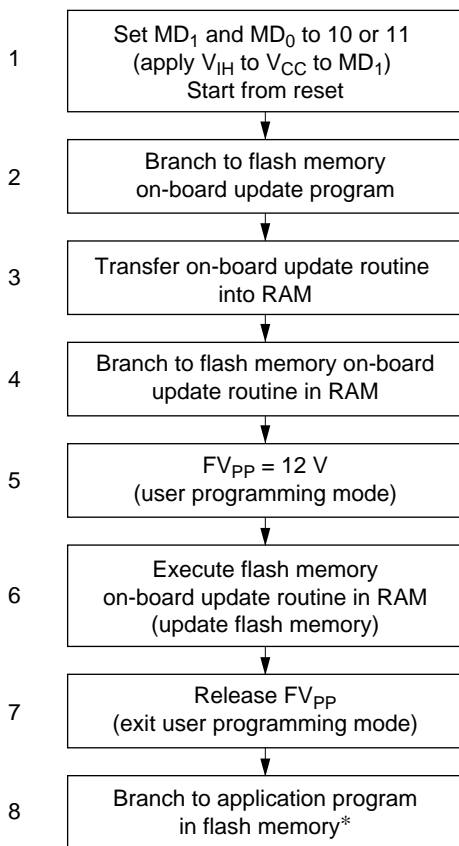 1
Set MD₁ and MD₀ to 10 or 11
(apply V_IH to V_CC to MD₁)
Start from reset
2
Branch to flash memory
on-board update program
3
Transfer on-board update routine
into RAM
4
Branch to flash memory on-board
update routine in RAM
5
FV_PP = 12 V
(user programming mode)
6
Execute flash memory
on-board update routine in RAM
(update flash memory)
7
Release FV_PP
(exit user programming mode)
8
Branch to application program
in flash memory*